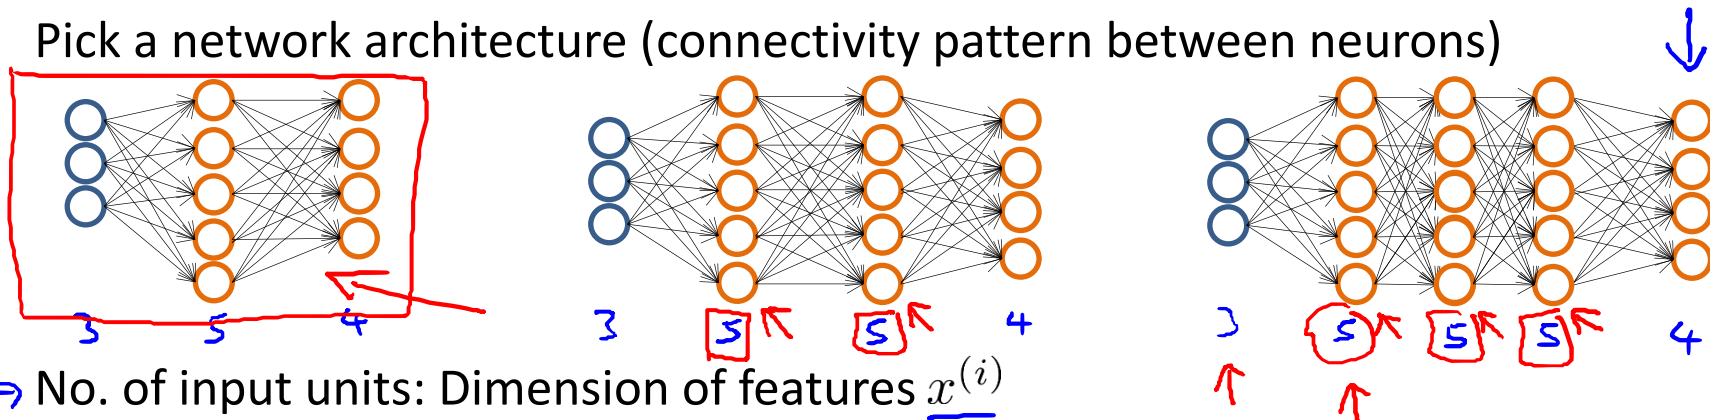 Pick a network architecture (connectivity pattern between neurons)
3 5 4
3 5 5 4
3 5 5 5 4
No. of input units: Dimension of features x^(i)